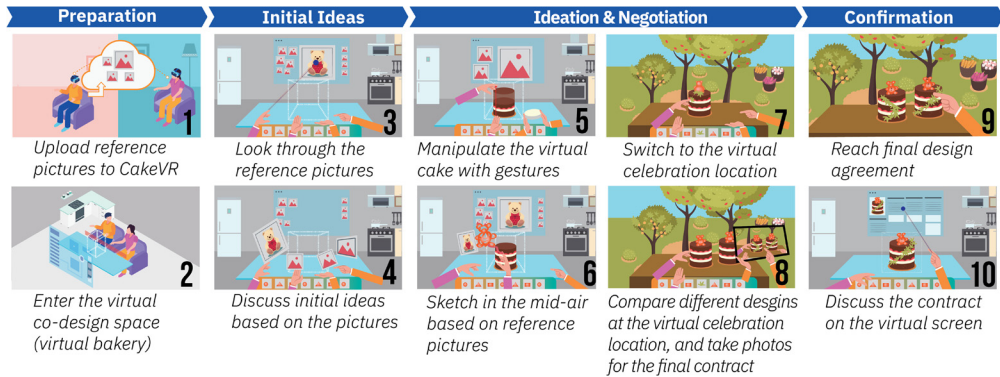 Preparation
Initial Ideas
Ideation & Negotiation
Confirmation
1
Upload reference
pictures to CakeVR
2
Enter the virtual
co-design space
(virtual bakery)
3
Look through the
reference pictures
4
Discuss initial ideas
based on the pictures
5
Manipulate the virtual
cake with gestures
6
Sketch in the mid-air
based on reference
pictures
7
Switch to the virtual
celebration location
8
Compare different desgins
at the virtual celebration
location, and take photos
for the final contract
9
Reach final design
agreement
10
Discuss the contract
on the virtual screen